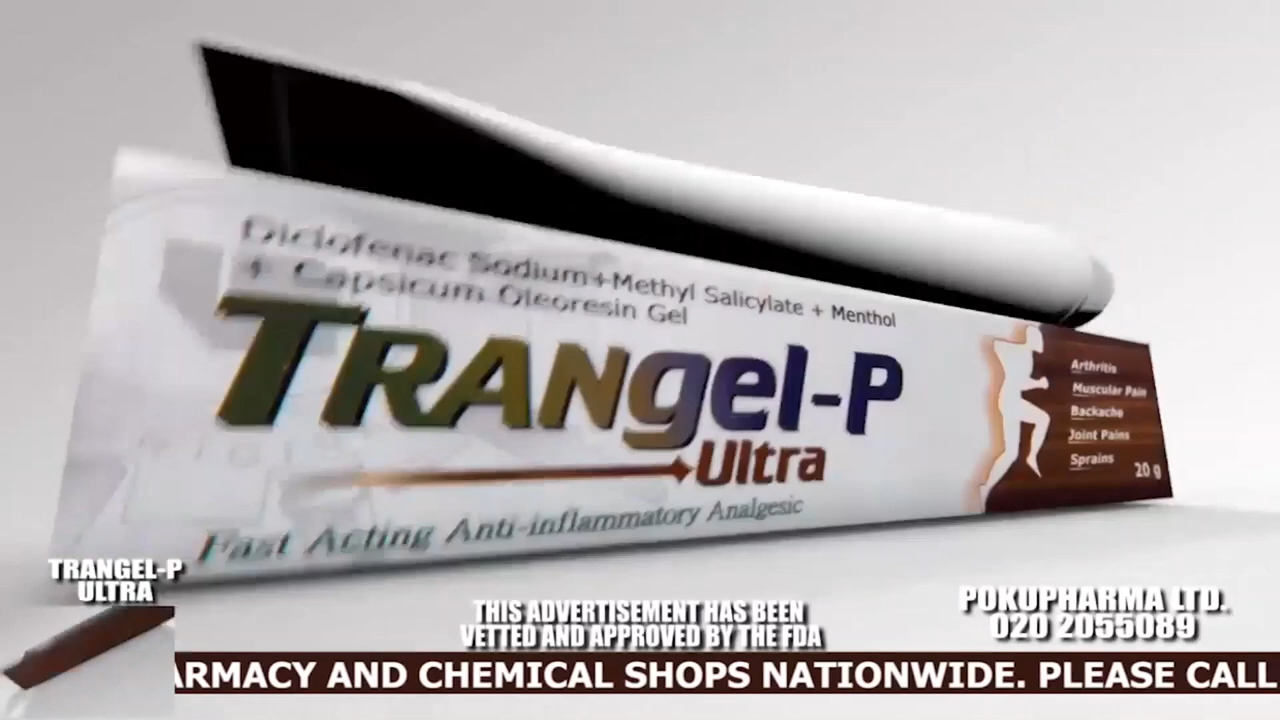 Diclofenac Sodium+Methyl Salicylate + Menthol
+ Capsicum Oleoresin Gel
TRANgel-P
Ultra
Fast Acting Anti-inflammatory Analgesic
Arthritis
Muscular Pain
Backache
Joint Pains
Sprains
20 g
TRANGEL-P
ULTRA
THIS ADVERTISEMENT HAS BEEN
VETTED AND APPROVED BY THE FDA
POKUPHARMA LTD.
020 2055089
ARMACY AND CHEMICAL SHOPS NATIONWIDE. PLEASE CALL